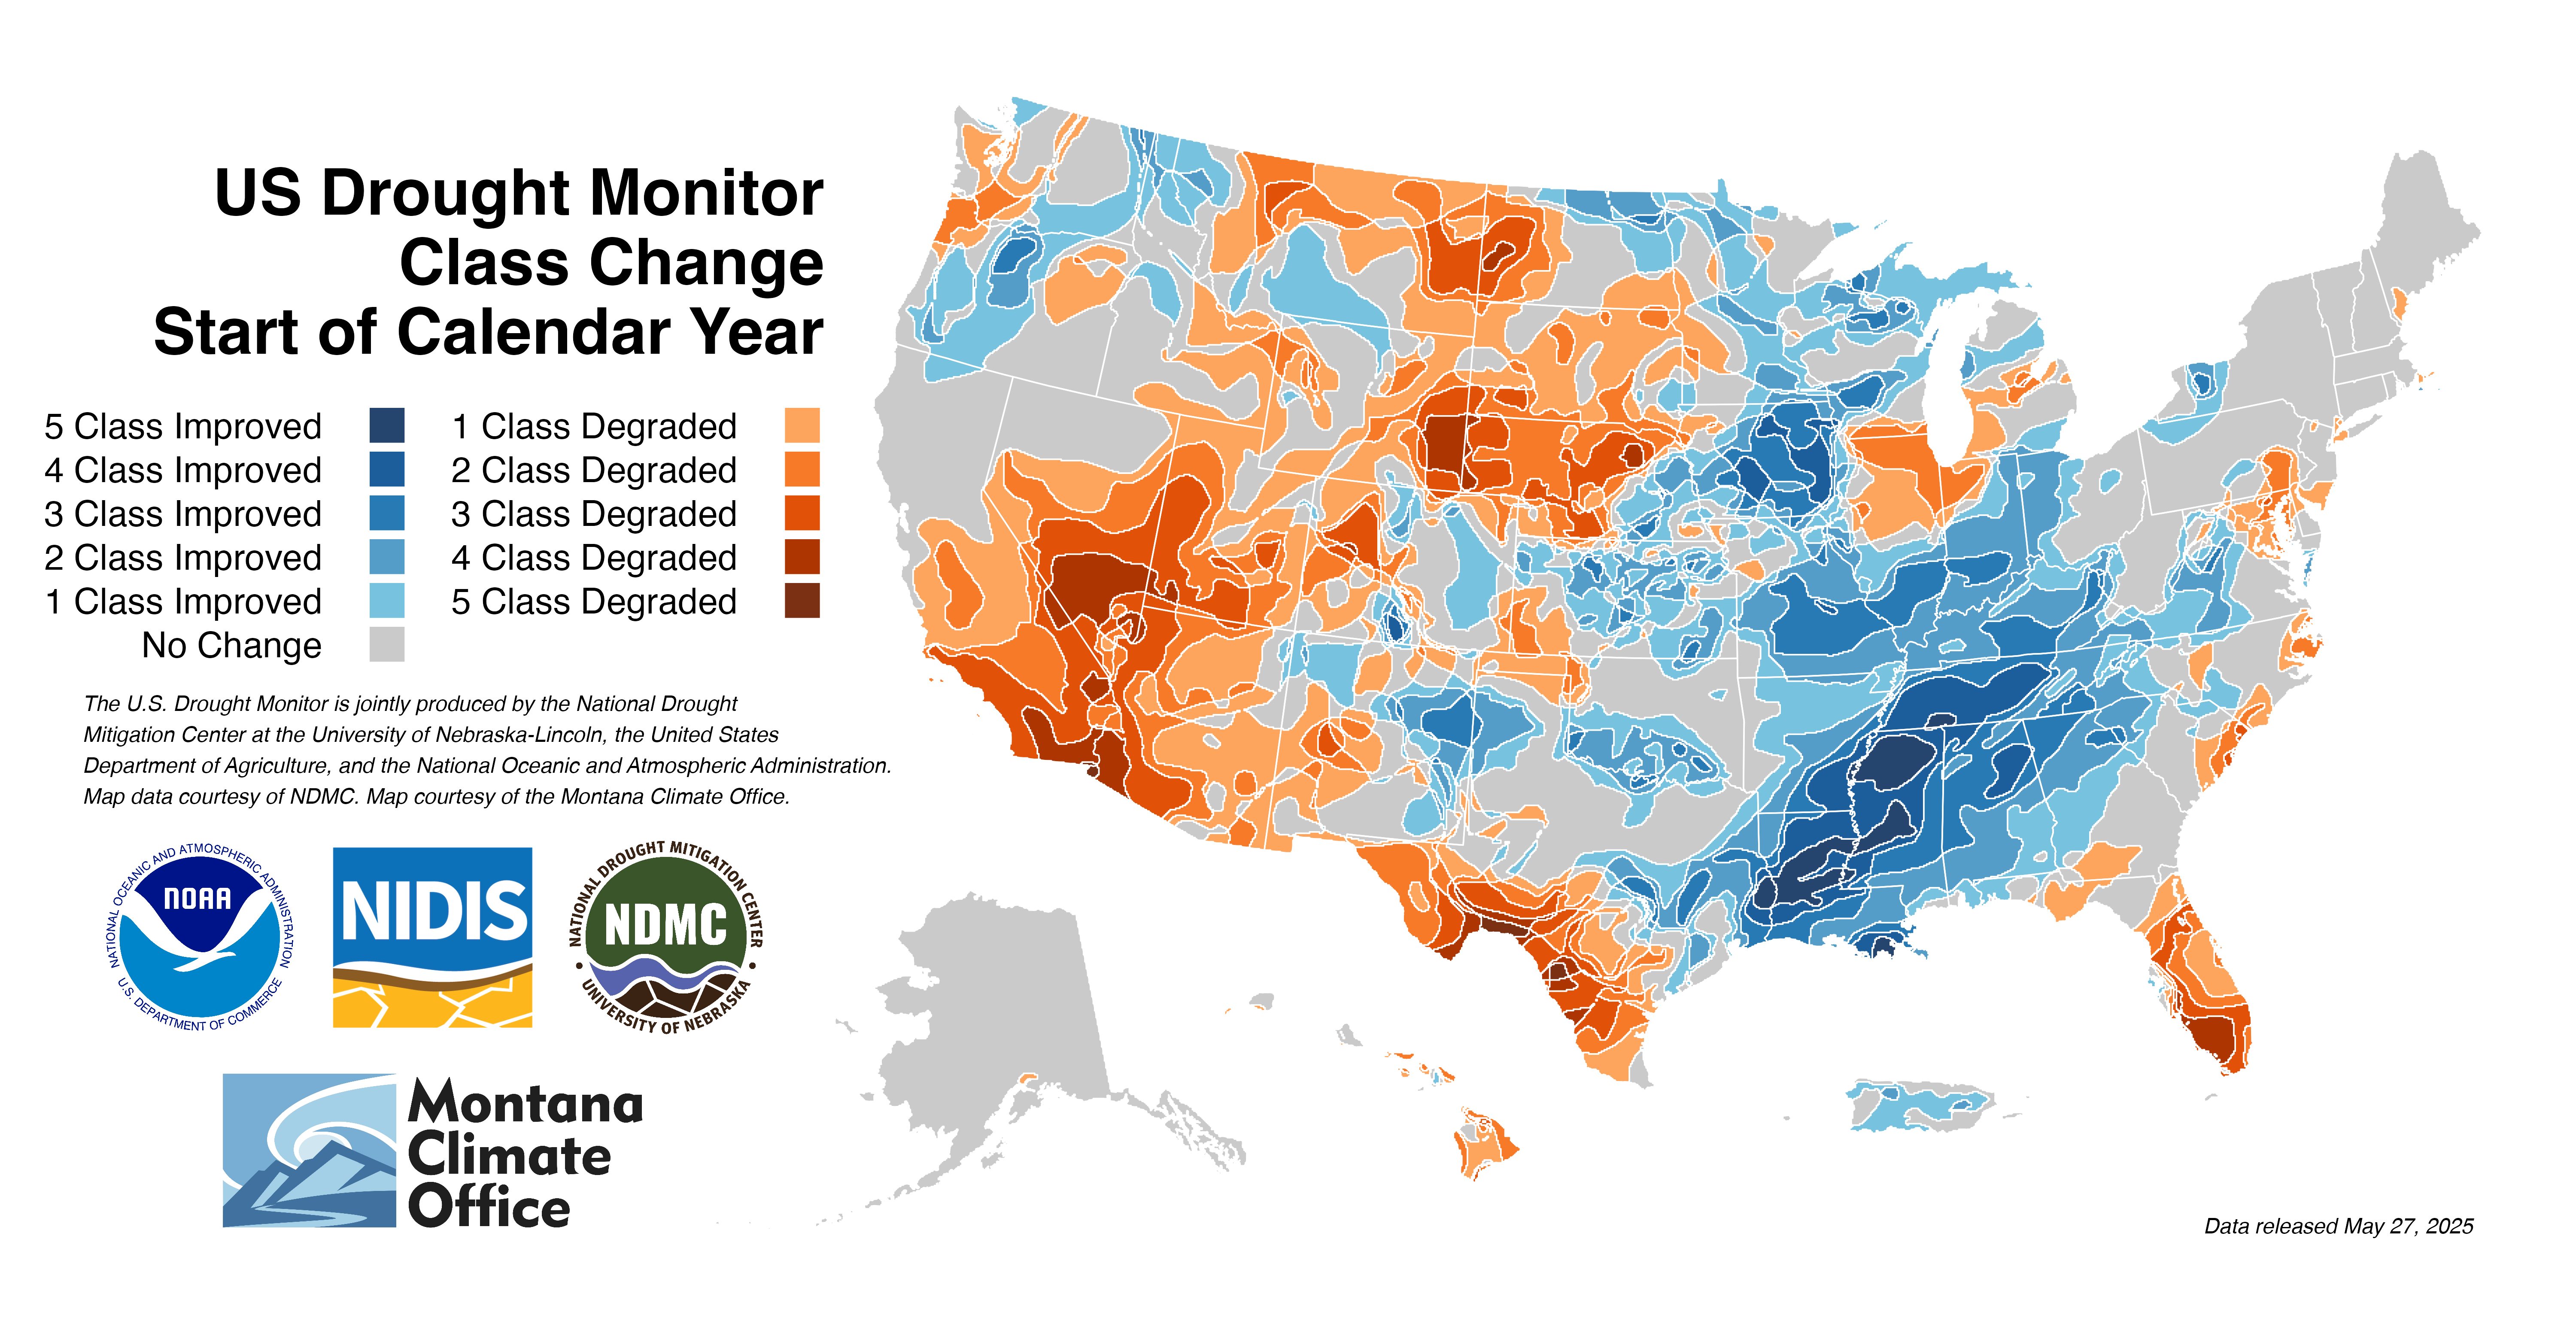 US Drought Monitor
Class Change
Start of Calendar Year
5 Class Improved
4 Class Improved
3 Class Improved
2 Class Improved
1 Class Improved
No Change
1 Class Degraded
2 Class Degraded
3 Class Degraded
4 Class Degraded
5 Class Degraded
The U.S. Drought Monitor is jointly produced by the National Drought
Mitigation Center at the University of Nebraska-Lincoln, the United States
Department of Agriculture, and the National Oceanic and Atmospheric Administration.
Map data courtesy of NDMC. Map courtesy of the Montana Climate Office.
NATIONAL OCEANIC AND ATMOSPHERIC ADMINISTRATION
NOAA
U.S. DEPARTMENT OF COMMERCE
NIDIS
NATIONAL DROUGHT MITIGATION CENTER
NDMC
UNIVERSITY OF NEBRASKA
Montana
Climate
Office
Data released May 27, 2025